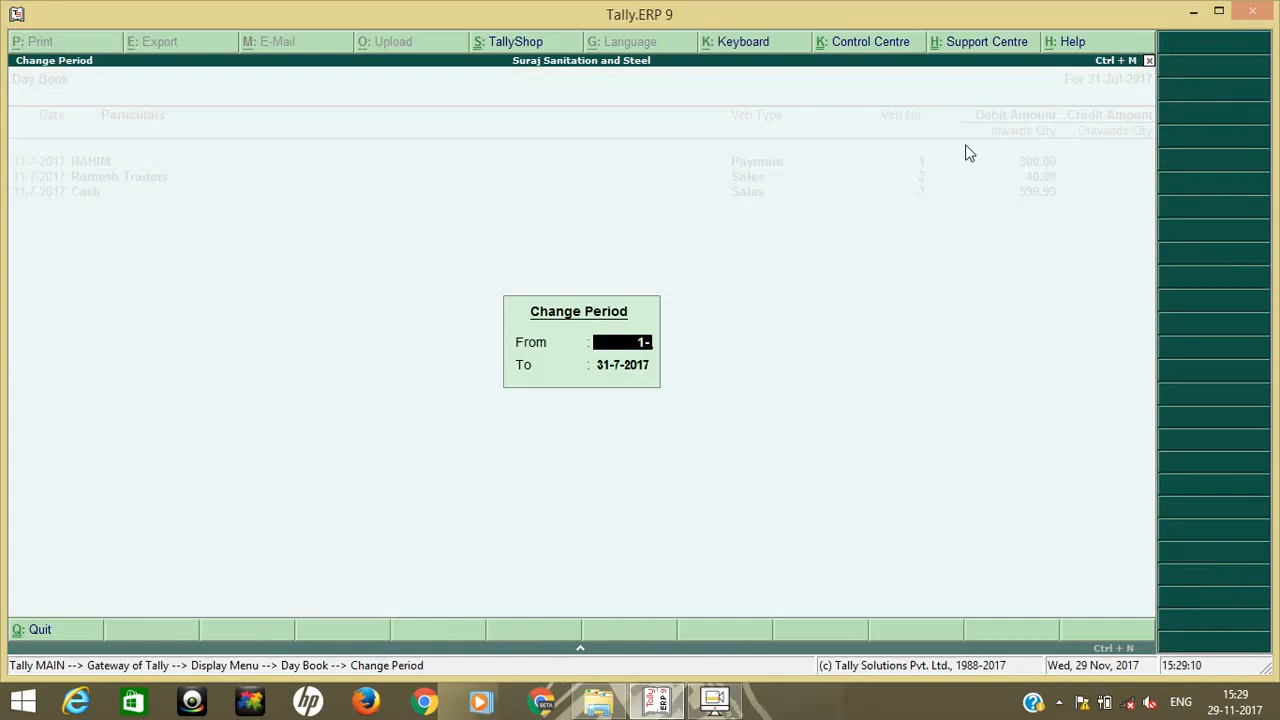 Tally.ERP 9
P: Print E: Export M: E-Mail O: Upload S: TallyShop G: Language K: Keyboard K: Control Centre H: Support Centre H: Help
Change Period Suraj Sanitation and Steel Ctrl + M
Day Book For 31-Jul-2017
Date Particulars Vch Type Vch No. Debit Amount Credit Amount
Inwards Qty Outwards Qty
31-7-2017 RAHIM Payment 1 300.00
31-7-2017 Ramesh Traders Sales 2 40.00
31-7-2017 Cash Sales 3 599.99
Change Period
From : 1-
To : 31-7-2017
Q: Quit
Ctrl + N
Tally MAIN --> Gateway of Tally --> Display Menu --> Day Book --> Change Period (c) Tally Solutions Pvt. Ltd., 1988-2017 Wed, 29 Nov, 2017 15:29:10
hp BETA Tally ERP 9 ENG 15:29
29-11-2017